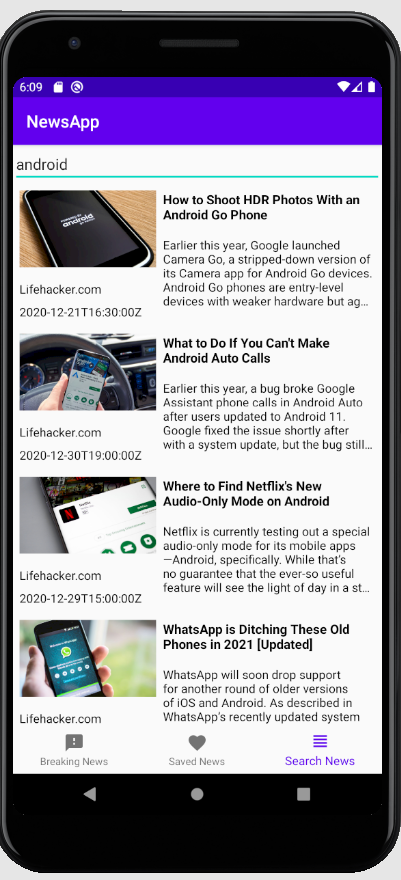 6:09
NewsApp
android
How to Shoot HDR Photos With an
Android Go Phone
Earlier this year, Google launched
Camera Go, a stripped-down version of
its Camera app for Android Go devices.
Android Go phones are entry-level
devices with weaker hardware but ag…
android
Lifehacker.com
2020-12-21T16:30:00Z
What to Do If You Can't Make
Android Auto Calls
Earlier this year, a bug broke Google
Assistant phone calls in Android Auto
after users updated to Android 11.
Google fixed the issue shortly after
with a system update, but the bug still…
Lifehacker.com
2020-12-30T19:00:00Z
Where to Find Netflix's New
Audio-Only Mode on Android
Netflix is currently testing out a special
audio-only mode for its mobile apps
—Android, specifically. While that's
no guarantee that the ever-so useful
feature will see the light of day in a st…
Lifehacker.com
2020-12-29T15:00:00Z
WhatsApp is Ditching These Old
Phones in 2021 [Updated]
WhatsApp will soon drop support
for another round of older versions
of iOS and Android. As described in
WhatsApp's recently updated system
Lifehacker.com
Breaking News
Saved News
Search News